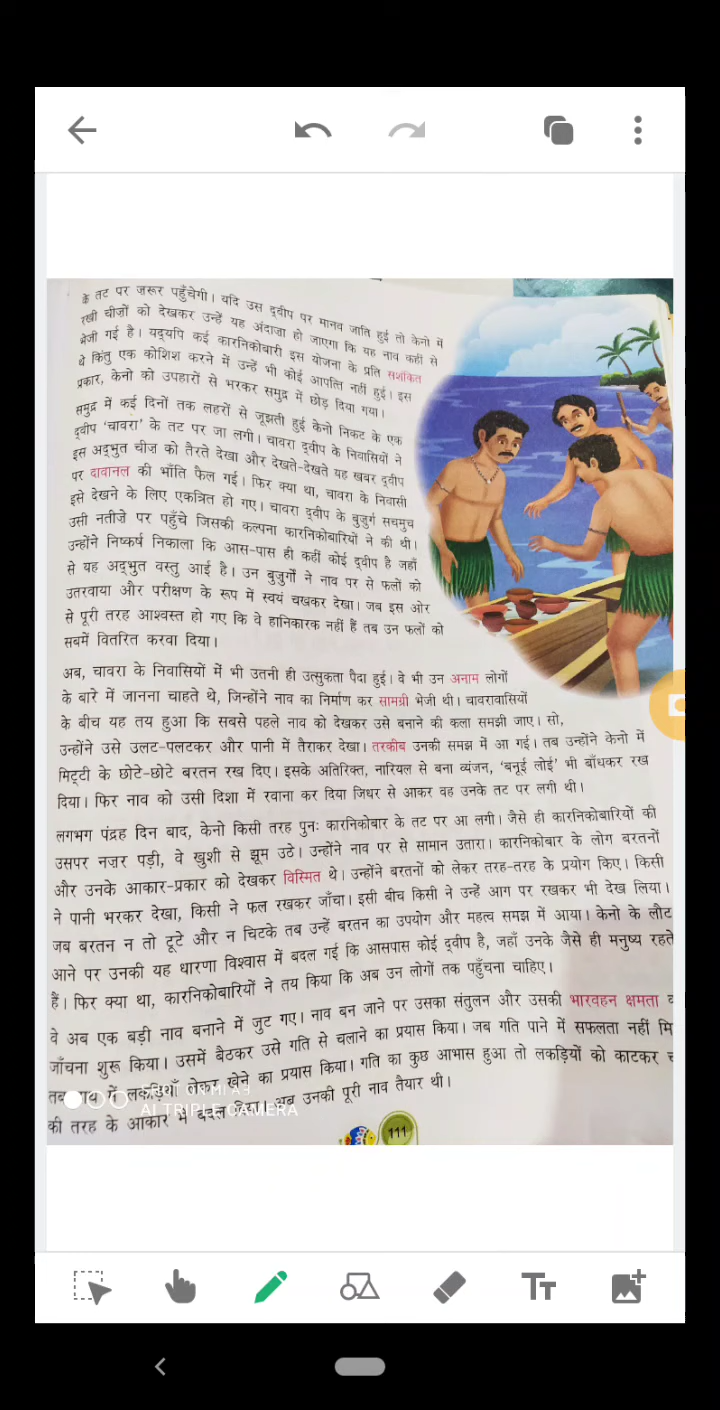 के तट पर ज़रूर पहुँचेगी। यदि उस द्वीप पर मानव जाति हुई तो केनो में
रखी चीज़ों को देखकर उन्हें यह अंदाज़ा हो जाएगा कि यह नाव कहीं से
भेजी गई है। यद्यपि कई कारनिकोबारी इस योजना के प्रति सशंकित
थे किंतु एक कोशिश करने में उन्हें भी कोई आपत्ति नहीं हुई। इस
प्रकार, केनो को उपहारों से भरकर समुद्र में छोड़ दिया गया।
समुद्र में कई दिनों तक लहरों से जूझती हुई केनो निकट के एक
द्वीप 'चावरा' के तट पर जा लगी। चावरा द्वीप के निवासियों ने
इस अद्भुत चीज़ को तैरते देखा और देखते-देखते यह खबर द्वीप
पर दावानल की भाँति फैल गई। फिर क्या था, चावरा के निवासी
इसे देखने के लिए एकत्रित हो गए। चावरा द्वीप के बुज़ुर्ग सचमुच
उसी नतीजे पर पहुँचे जिसकी कल्पना कारनिकोबारियों ने की थी।
उन्होंने निष्कर्ष निकाला कि आस-पास ही कहीं कोई द्वीप है जहाँ
से यह अद्भुत वस्तु आई है। उन बुज़ुर्गों ने नाव पर से फलों को
उतरवाया और परीक्षण के रूप में स्वयं चखकर देखा। जब इस ओर
से पूरी तरह आश्वस्त हो गए कि वे हानिकारक नहीं हैं तब उन फलों को
सबमें वितरित करवा दिया।
अब, चावरा के निवासियों में भी उतनी ही उत्सुकता पैदा हुई। वे भी उन अनाम लोगों
के बारे में जानना चाहते थे, जिन्होंने नाव का निर्माण कर सामग्री भेजी थी। चावरावासियों
के बीच यह तय हुआ कि सबसे पहले नाव को देखकर उसे बनाने की कला समझी जाए। सो,
उन्होंने उसे उलट-पलटकर और पानी में तैराकर देखा। तरकीब उनकी समझ में आ गई। तब उन्होंने केनो में
मिट्टी के छोटे-छोटे बरतन रख दिए। इसके अतिरिक्त, नारियल से बना व्यंजन, 'बनूई लोई' भी बाँधकर रख
दिया। फिर नाव को उसी दिशा में रवाना कर दिया जिधर से आकर वह उनके तट पर लगी थी।
लगभग पंद्रह दिन बाद, केनो किसी तरह पुनः कारनिकोबार के तट पर आ लगी। जैसे ही कारनिकोबारियों की
उसपर नज़र पड़ी, वे खुशी से झूम उठे। उन्होंने नाव पर से सामान उतारा। कारनिकोबार के लोग बरतनों
और उनके आकार-प्रकार को देखकर विस्मित थे। उन्होंने बरतनों को लेकर तरह-तरह के प्रयोग किए। किसी
ने पानी भरकर देखा, किसी ने फल रखकर जाँचा। इसी बीच किसी ने उन्हें आग पर रखकर भी देख लिया।
जब बरतन न तो टूटे और न चिटके तब उन्हें बरतन का उपयोग और महत्व समझ में आया। केनो के लौट
आने पर उनकी यह धारणा विश्वास में बदल गई कि आसपास कोई द्वीप है, जहाँ उनके जैसे ही मनुष्य रहते
हैं। फिर क्या था, कारनिकोबारियों ने तय किया कि अब उन लोगों तक पहुँचना चाहिए।
वे अब एक बड़ी नाव बनाने में जुट गए। नाव बन जाने पर उसका संतुलन और उसकी भारवहन क्षमता
जाँचना शुरू किया। उसमें बैठकर उसे गति से चलाने का प्रयास किया। जब गति पाने में सफलता नहीं
में लकड़ियाँ लेकर खेने का प्रयास किया। गति का कुछ आभास हुआ तो लकड़ियों को काटकर
की तरह के आकार में बदल दिया। अब उनकी पूरी नाव तैयार थी।
AI TRIPLE CAMERA
111